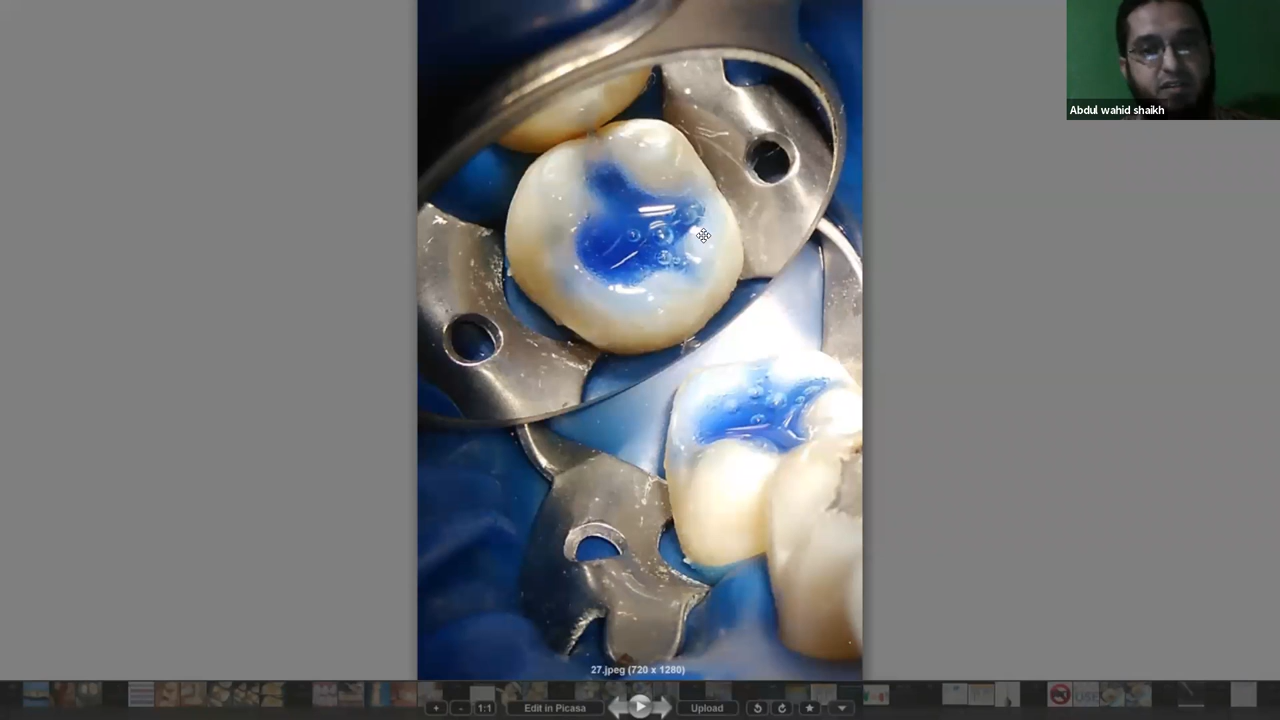 Abdul wahid shaikh
27.jpeg (720 x 1280)
+
-
1:1
Edit in Picasa
Upload